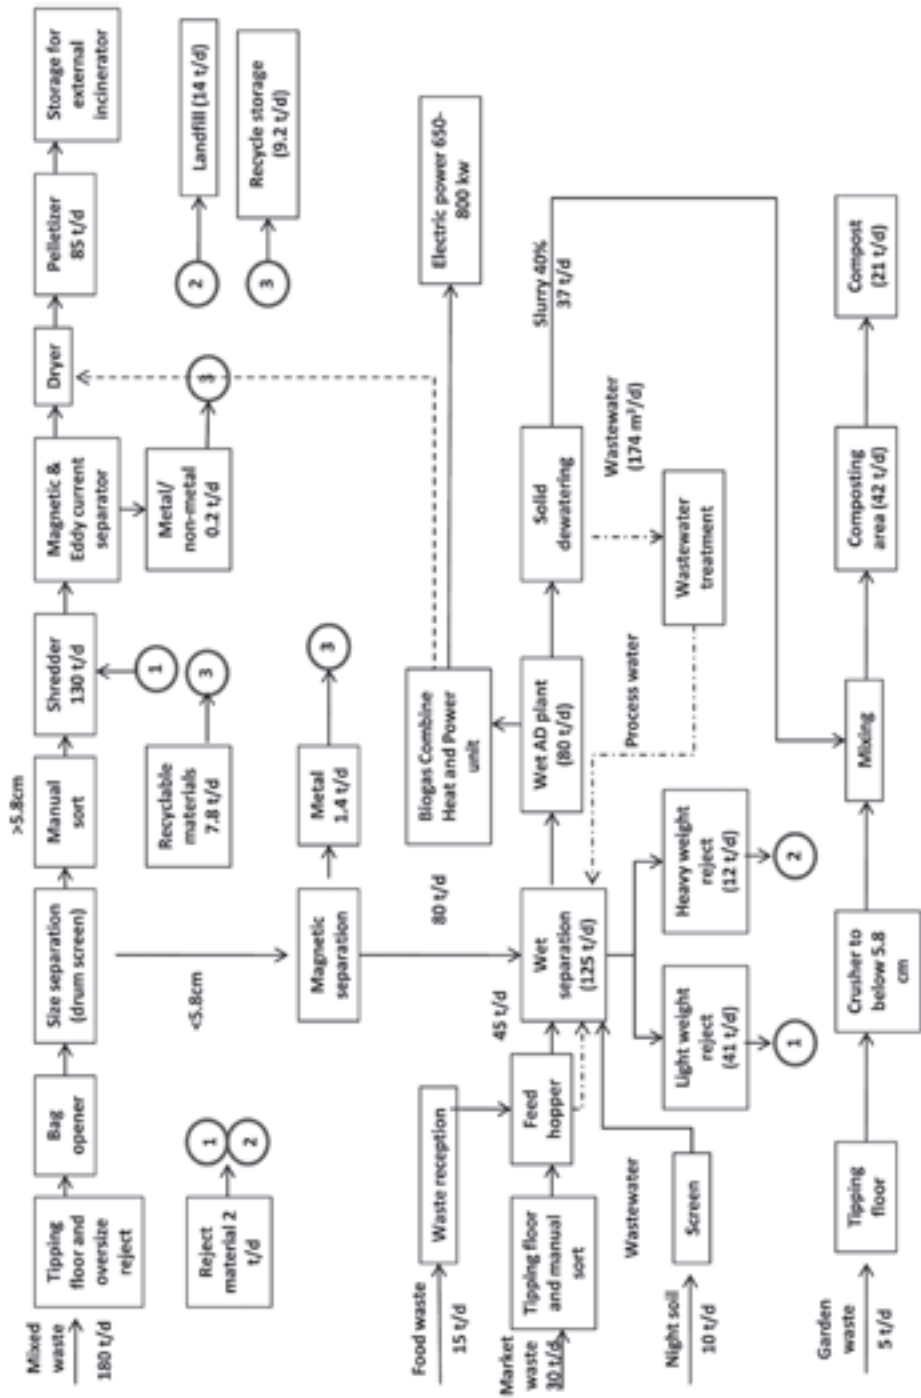 Mixed
waste
180 t/d
Tipping
floor and
oversize
reject
Bag
opener
Size separation
(drum screen)
>5.8cm
Manual
sort
Shredder
130 t/d
Magnetic &
Eddy current
separator
Dryer
Pelletizer
85 t/d
Storage for
external
incinerator
Reject
material 2
t/d
1
2
<5.8cm
Recyclable
materials
7.8 t/d
3
1
Metal/
non-metal
0.2 t/d
3
2
Landfill (14 t/d)
3
Recycle storage
(9.2 t/d)
Magnetic
separation
Metal
1.4 t/d
3
Food waste
15 t/d
Waste reception
80 t/d
Biogas Combine
Heat and Power
unit
Electric power 650-
800 kw
Market
waste
30 t/d
Tipping floor
and manual
sort
Feed
hopper
45 t/d
Wet
separation
(125 t/d)
Wet AD plant
(80 t/d)
Solid
dewatering
Slurry 40%
37 t/d
Wastewater
Process water
Wastewater
(174 m³/d)
Night soil
10 t/d
Screen
Light weight
reject
(41 t/d)
1
Heavy weight
reject
(12 t/d)
2
Wastewater
treatment
Garden
waste
5 t/d
Tipping
floor
Crusher to
below 5.8
cm
Mixing
Composting
area (42 t/d)
Compost
(21 t/d)